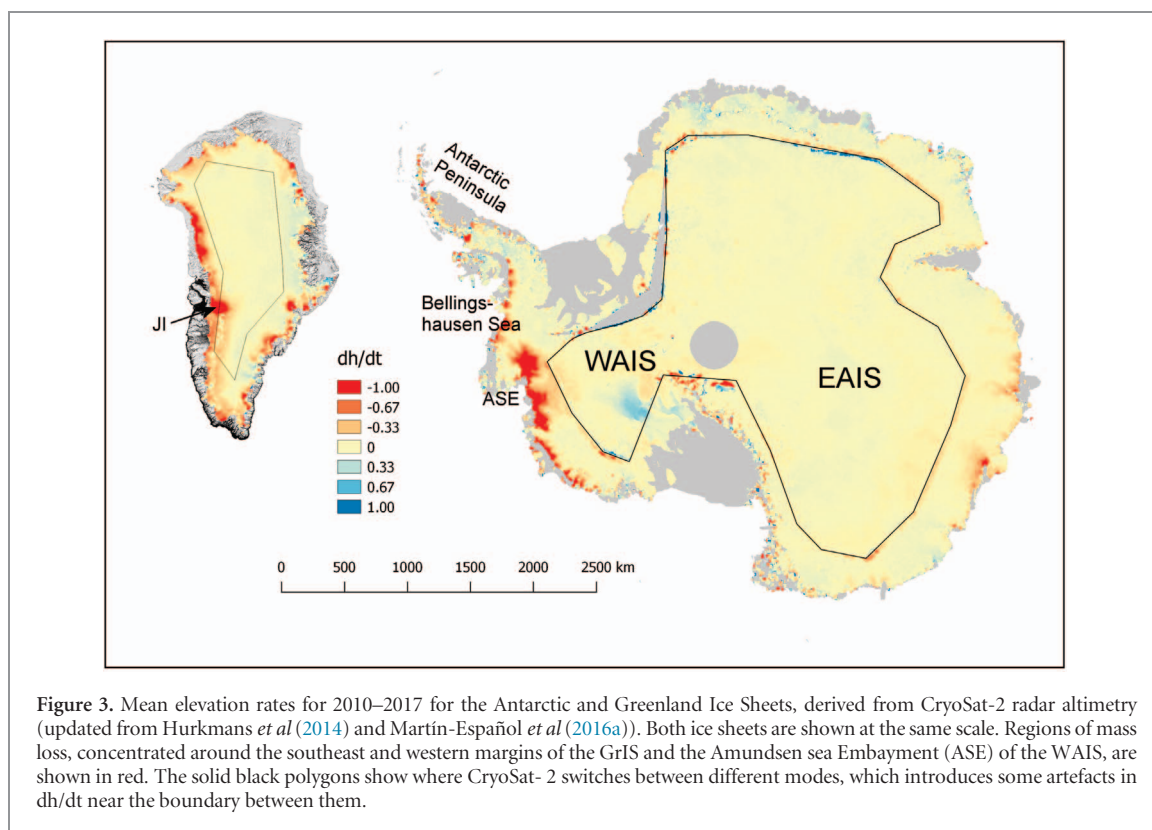 Antarctic
Peninsula
Bellings-
hausen Sea
JI
WAIS
EAIS
ASE
dh/dt
-1.00
-0.67
-0.33
0
0.33
0.67
1.00
0 1000 1500 2000 2500 km
Figure 3. Mean elevation rates for 2010–2017 for the Antarctic and Greenland Ice Sheets, derived from CryoSat-2 radar altimetry
(updated from Hurkmans et al (2014) and Martín-Español et al (2016a)). Both ice sheets are shown at the same scale. Regions of mass
loss, concentrated around the southeast and western margins of the GrIS and the Amundsen sea Embayment (ASE) of the WAIS, are
shown in red. The solid black polygons show where CryoSat- 2 switches between different modes, which introduces some artefacts in
dh/dt near the boundary between them.